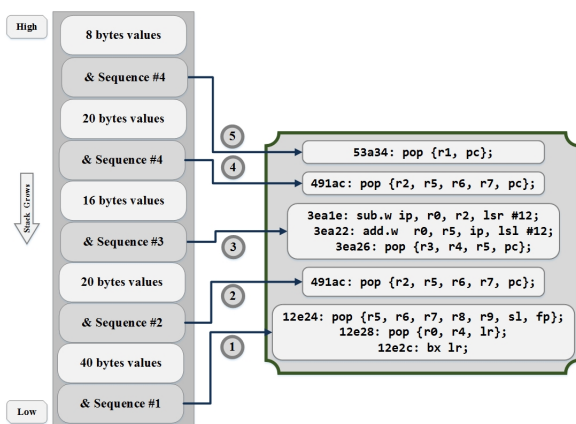 High
8 bytes values
& Sequence #4
20 bytes values
& Sequence #4
16 bytes values
& Sequence #3
20 bytes values
& Sequence #2
40 bytes values
& Sequence #1
Low
Stack Grows
5
4
3
2
1
53a34: pop {r1, pc};
491ac: pop {r2, r5, r6, r7, pc};
3ea1e: sub.w ip, r0, r2, lsr #12;
3ea22: add.w r0, r5, ip, lsl #12;
3ea26: pop {r3, r4, r5, pc};
491ac: pop {r2, r5, r6, r7, pc};
12e24: pop {r5, r6, r7, r8, r9, sl, fp};
12e28: pop {r0, r4, lr};
12e2c: bx lr;